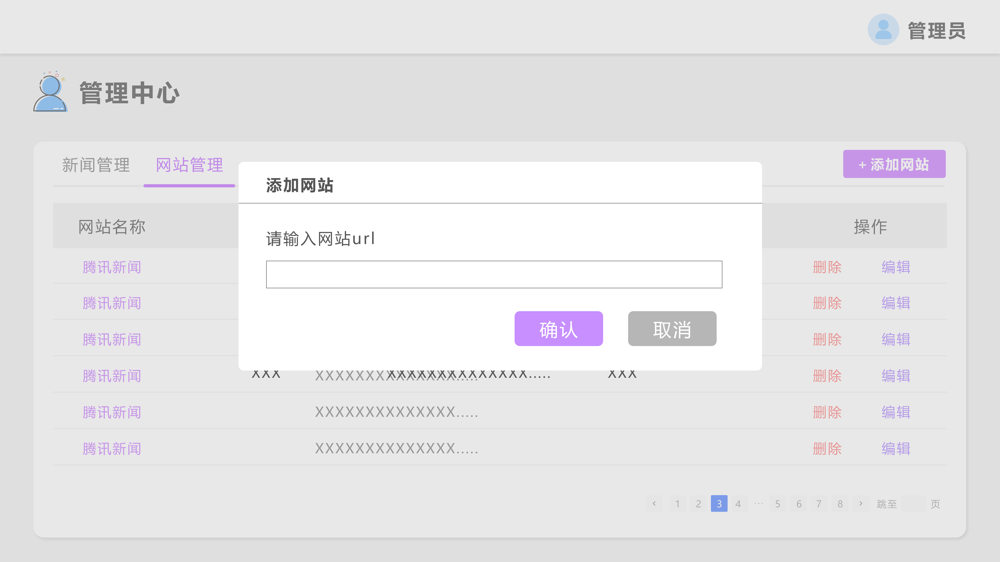 管理员
管理中心
新闻管理 网站管理 + 添加网站
添加网站
网站名称 操作
请输入网站url
腾讯新闻 删除 编辑
腾讯新闻 删除 编辑
确认 取消
腾讯新闻 删除 编辑
腾讯新闻 XXX XXXXXXXXXXXXXX..... XXXXXXXXXXXXXX..... XXX 删除 编辑
腾讯新闻 XXXXXXXXXXXXXX..... 删除 编辑
腾讯新闻 XXXXXXXXXXXXXX..... 删除 编辑
< 1 2 3 4 ··· 5 6 7 8 > 跳至 页